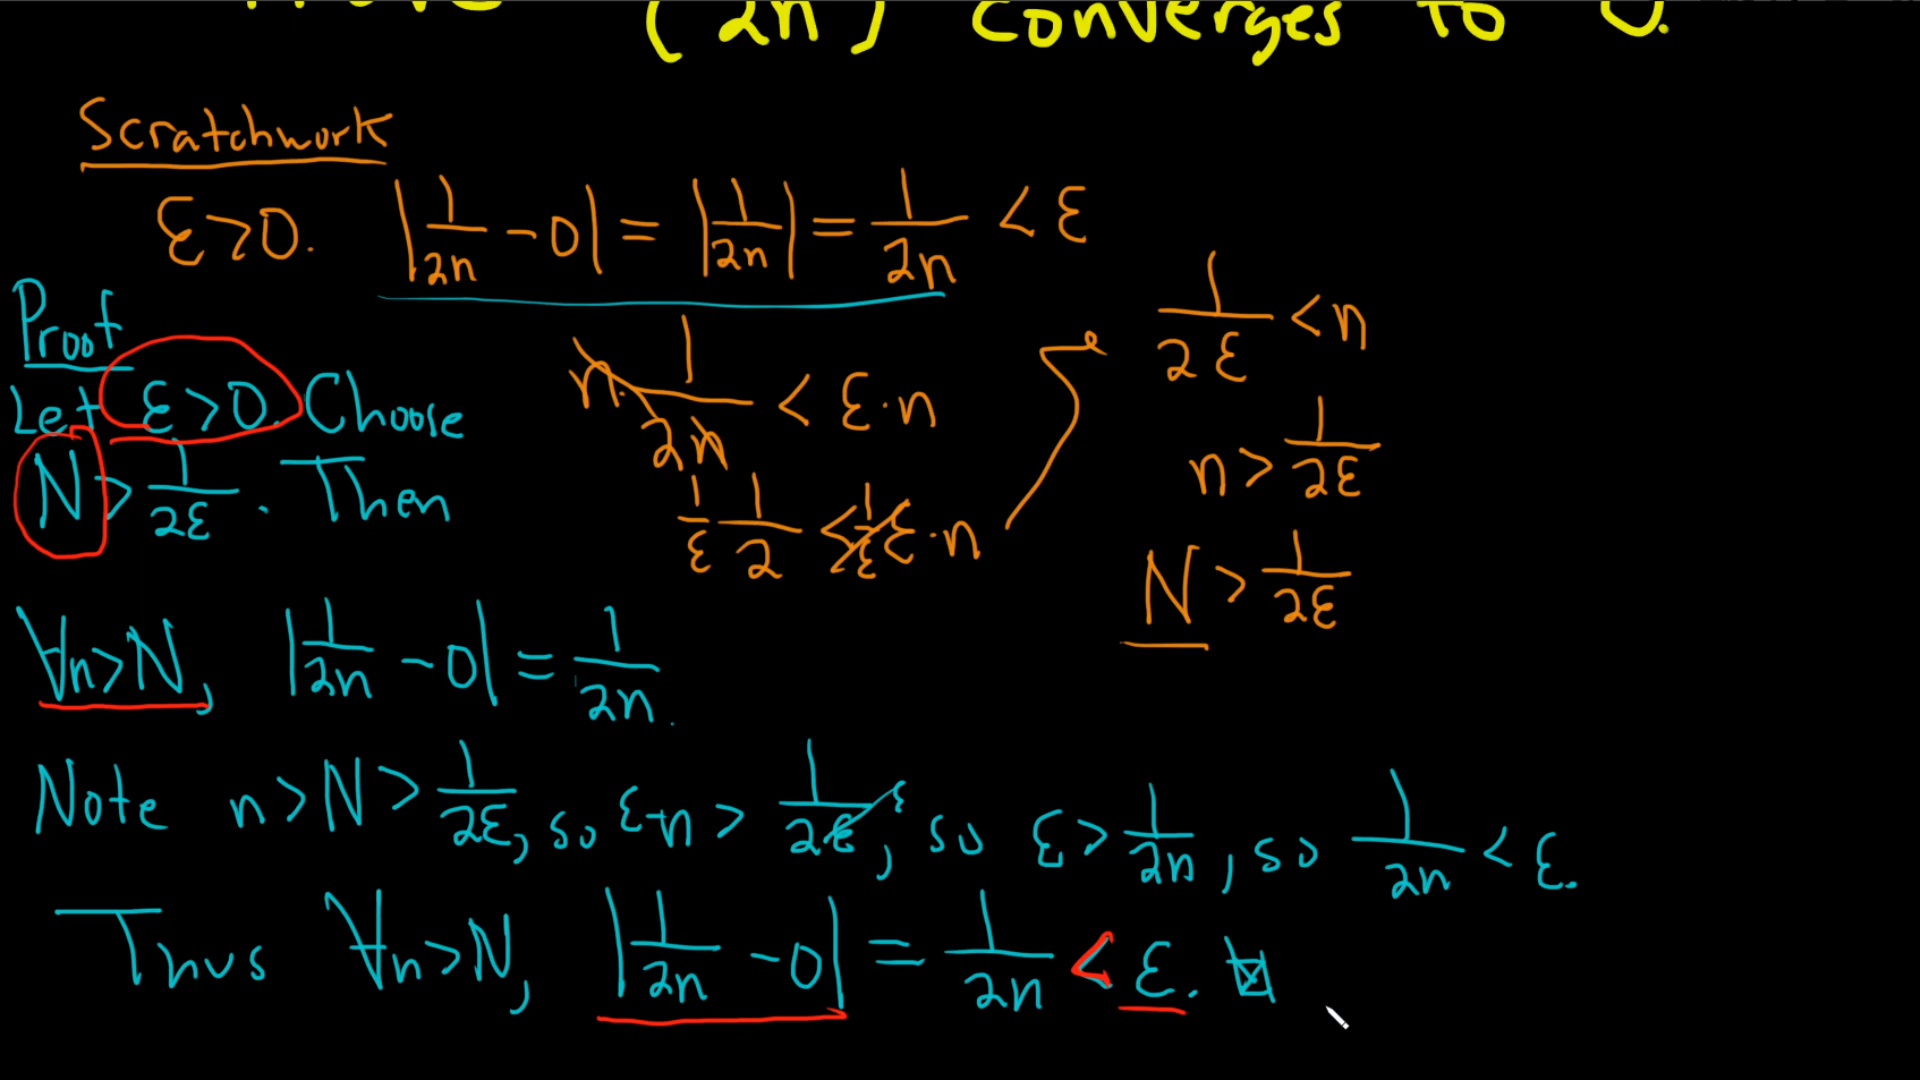 Prove (2n) converges to 0.
Scratchwork
ε>0. |1/2n - 0| = |1/2n| = 1/2n < ε
Proof
Let ε>0. Choose
N > 1/2ε. Then
∀n>N, |1/2n - 0| = 1/2n.
n · 1/2n < ε·n
1/ε 1/2 < 1/ε ε·n
1/2ε < n
n > 1/2ε
N > 1/2ε
Note n>N> 1/2ε, so ε·n > 1/2ε ε, so ε > 1/2n, so 1/2n < ε.
Thus ∀n>N, |1/2n - 0| = 1/2n < ε.